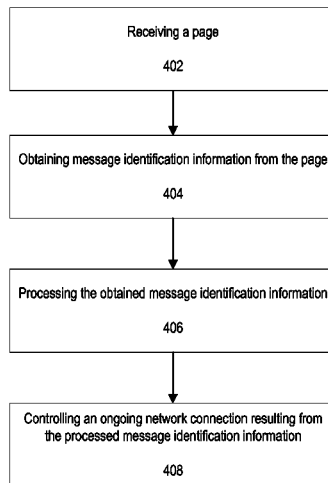 Receiving a page
402
Obtaining message identification information from the page
404
Processing the obtained message identification information
406
Controlling an ongoing network connection resulting from
the processed message identification information
408